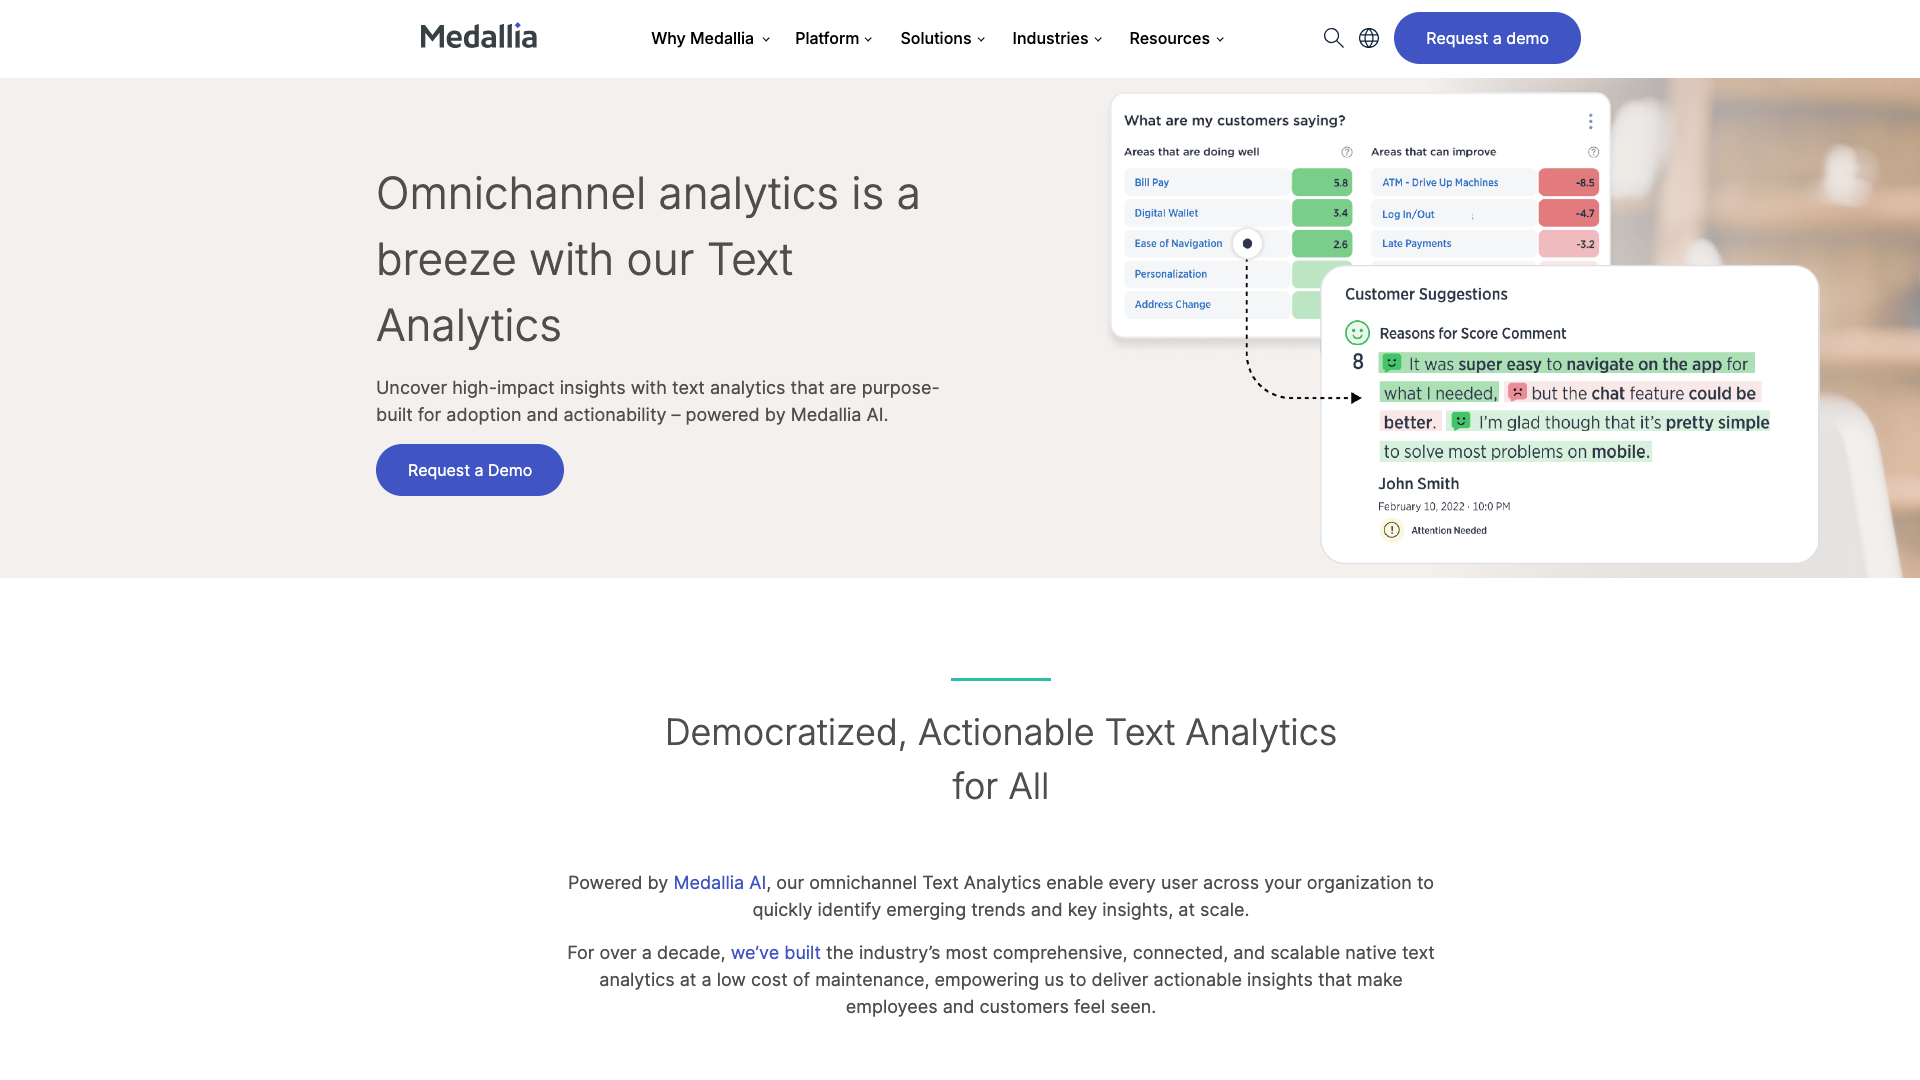 Medallia
Why Medallia
Platform
Solutions
Industries
Resources
Request a demo
Omnichannel analytics is a
breeze with our Text
Analytics
Uncover high-impact insights with text analytics that are purpose-
built for adoption and actionability – powered by Medallia AI.
Request a Demo
What are my customers saying?
Areas that are doing well
Bill Pay 5.8
Digital Wallet 3.4
Ease of Navigation 2.6
Personalization
Address Change
Areas that can improve
ATM - Drive Up Machines -8.5
Log In/Out -4.7
Late Payments -3.2
Customer Suggestions
Reasons for Score Comment
8
It was super easy to navigate on the app for
what I needed, but the chat feature could be
better. I'm glad though that it's pretty simple
to solve most problems on mobile.
John Smith
February 10, 2022 · 10:0 PM
Attention Needed
Democratized, Actionable Text Analytics
for All
Powered by Medallia AI, our omnichannel Text Analytics enable every user across your organization to
quickly identify emerging trends and key insights, at scale.
For over a decade, we've built the industry's most comprehensive, connected, and scalable native text
analytics at a low cost of maintenance, empowering us to deliver actionable insights that make
employees and customers feel seen.